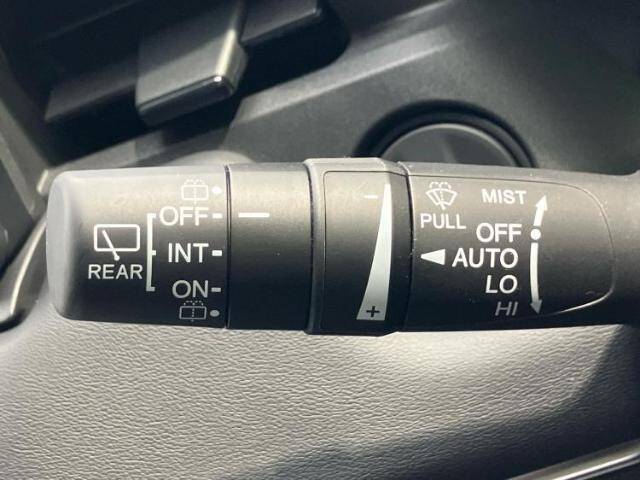 REAR
OFF
INT
ON
-
+
PULL
MIST
OFF
AUTO
LO
HI